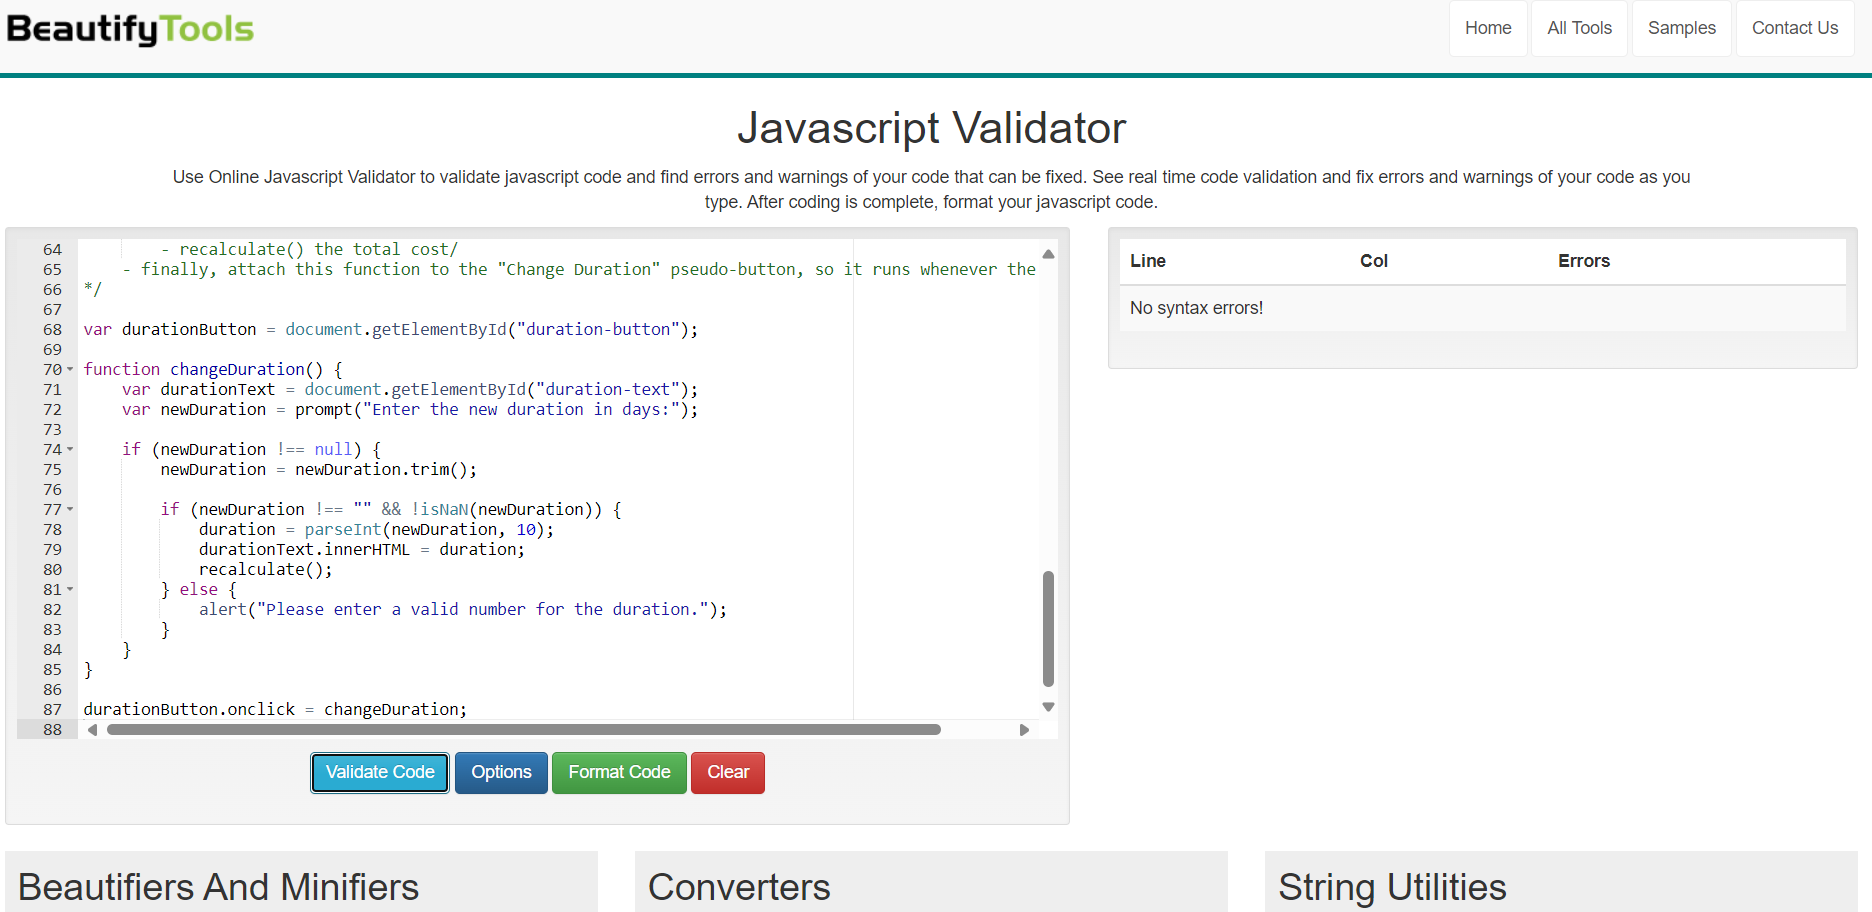 BeautifyTools
Home
All Tools
Samples
Contact Us
Javascript Validator
Use Online Javascript Validator to validate javascript code and find errors and warnings of your code that can be fixed. See real time code validation and fix errors and warnings of your code as you
type. After coding is complete, format your javascript code.
64 - recalculate() the total cost/
65 - finally, attach this function to the "Change Duration" pseudo-button, so it runs whenever the
66 */
67
68 var durationButton = document.getElementById("duration-button");
69
70 function changeDuration() {
71 var durationText = document.getElementById("duration-text");
72 var newDuration = prompt("Enter the new duration in days:");
73
74 if (newDuration !== null) {
75 newDuration = newDuration.trim();
76
77 if (newDuration !== "" && !isNaN(newDuration)) {
78 duration = parseInt(newDuration, 10);
79 durationText.innerHTML = duration;
80 recalculate();
81 } else {
82 alert("Please enter a valid number for the duration.");
83 }
84 }
85 }
86
87 durationButton.onclick = changeDuration;
88
Validate Code
Options
Format Code
Clear
Line Col Errors
No syntax errors!
Beautifiers And Minifiers
Converters
String Utilities